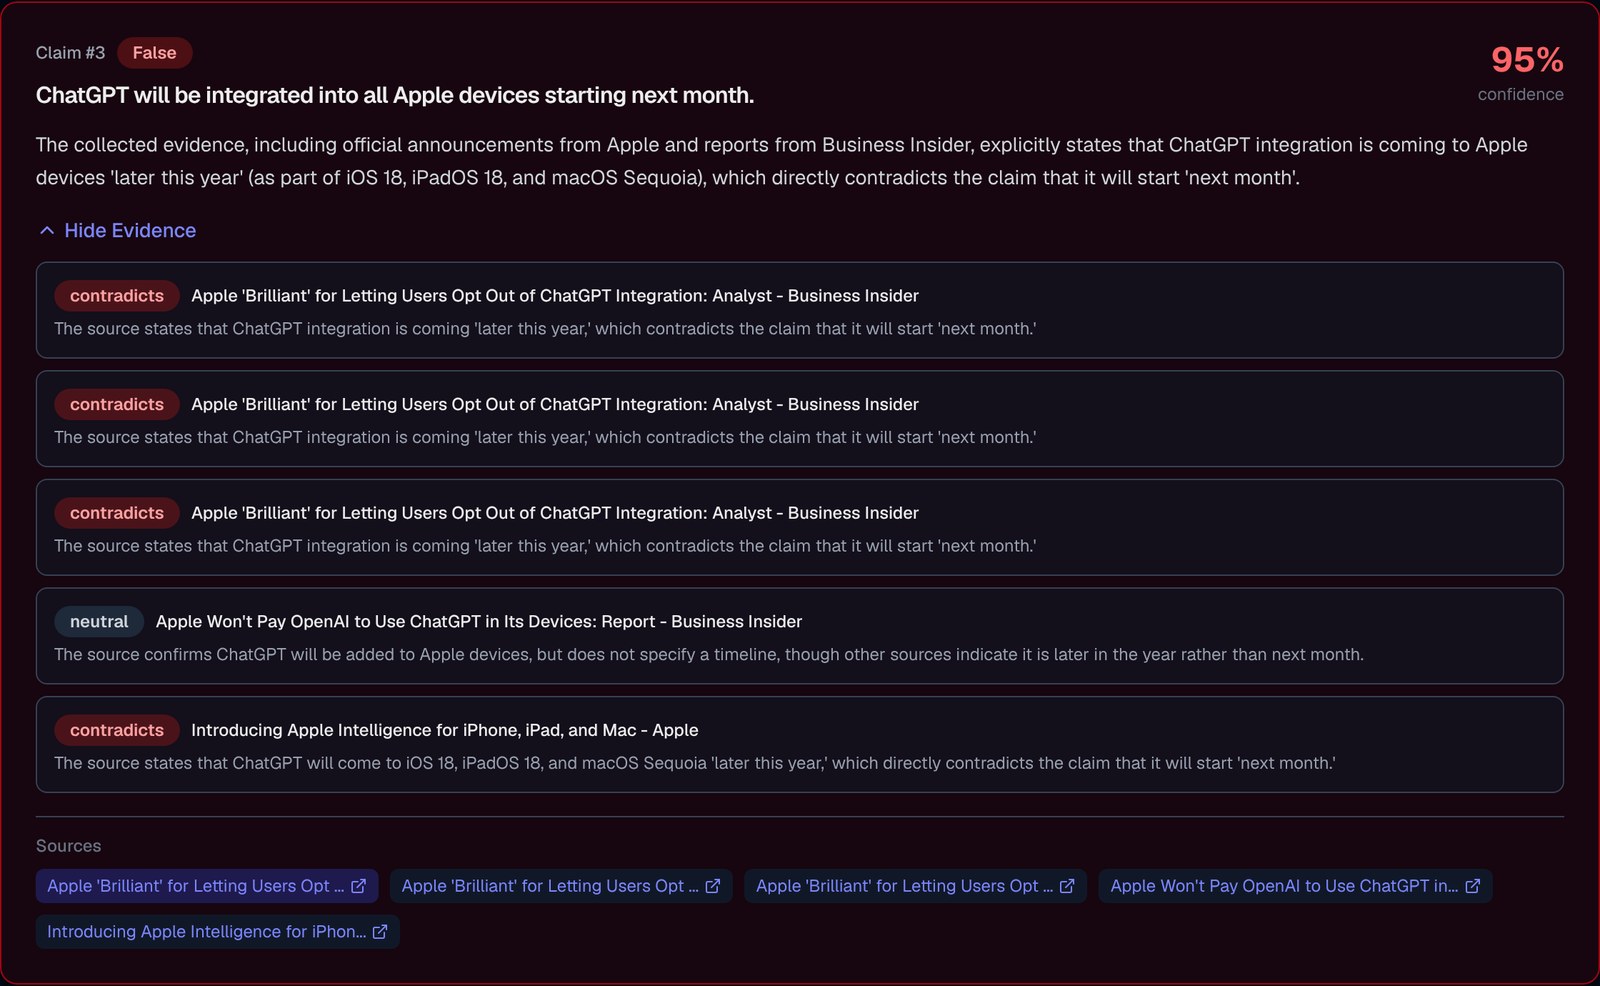 Claim #3 False
95%
confidence
ChatGPT will be integrated into all Apple devices starting next month.
The collected evidence, including official announcements from Apple and reports from Business Insider, explicitly states that ChatGPT integration is coming to Apple
devices 'later this year' (as part of iOS 18, iPadOS 18, and macOS Sequoia), which directly contradicts the claim that it will start 'next month'.
Hide Evidence
contradicts Apple 'Brilliant' for Letting Users Opt Out of ChatGPT Integration: Analyst - Business Insider
The source states that ChatGPT integration is coming 'later this year,' which contradicts the claim that it will start 'next month.'
contradicts Apple 'Brilliant' for Letting Users Opt Out of ChatGPT Integration: Analyst - Business Insider
The source states that ChatGPT integration is coming 'later this year,' which contradicts the claim that it will start 'next month.'
contradicts Apple 'Brilliant' for Letting Users Opt Out of ChatGPT Integration: Analyst - Business Insider
The source states that ChatGPT integration is coming 'later this year,' which contradicts the claim that it will start 'next month.'
neutral Apple Won't Pay OpenAI to Use ChatGPT in Its Devices: Report - Business Insider
The source confirms ChatGPT will be added to Apple devices, but does not specify a timeline, though other sources indicate it is later in the year rather than next month.
contradicts Introducing Apple Intelligence for iPhone, iPad, and Mac - Apple
The source states that ChatGPT will come to iOS 18, iPadOS 18, and macOS Sequoia 'later this year,' which directly contradicts the claim that it will start 'next month.'
Sources
Apple 'Brilliant' for Letting Users Opt ... Apple 'Brilliant' for Letting Users Opt ... Apple 'Brilliant' for Letting Users Opt ... Apple Won't Pay OpenAI to Use ChatGPT in...
Introducing Apple Intelligence for iPhon...